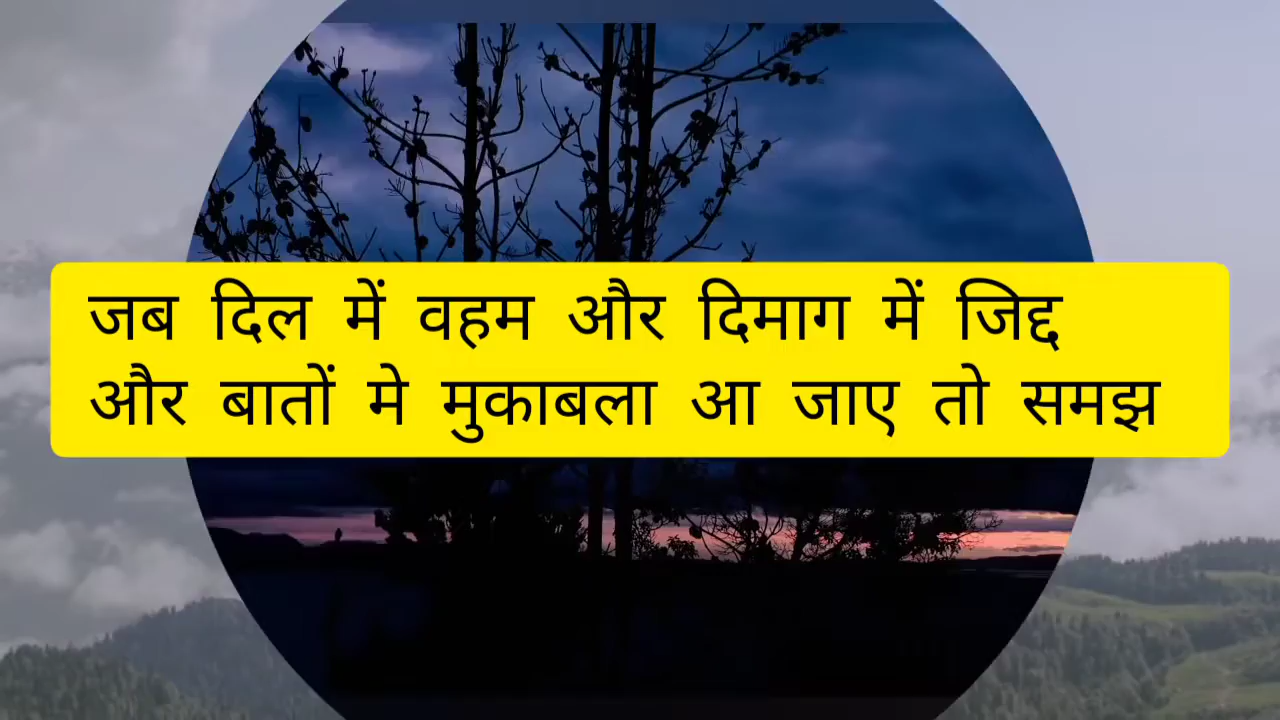 जब दिल में वहम और दिमाग में जिद्द
और बातों मे मुकाबला आ जाए तो समझ